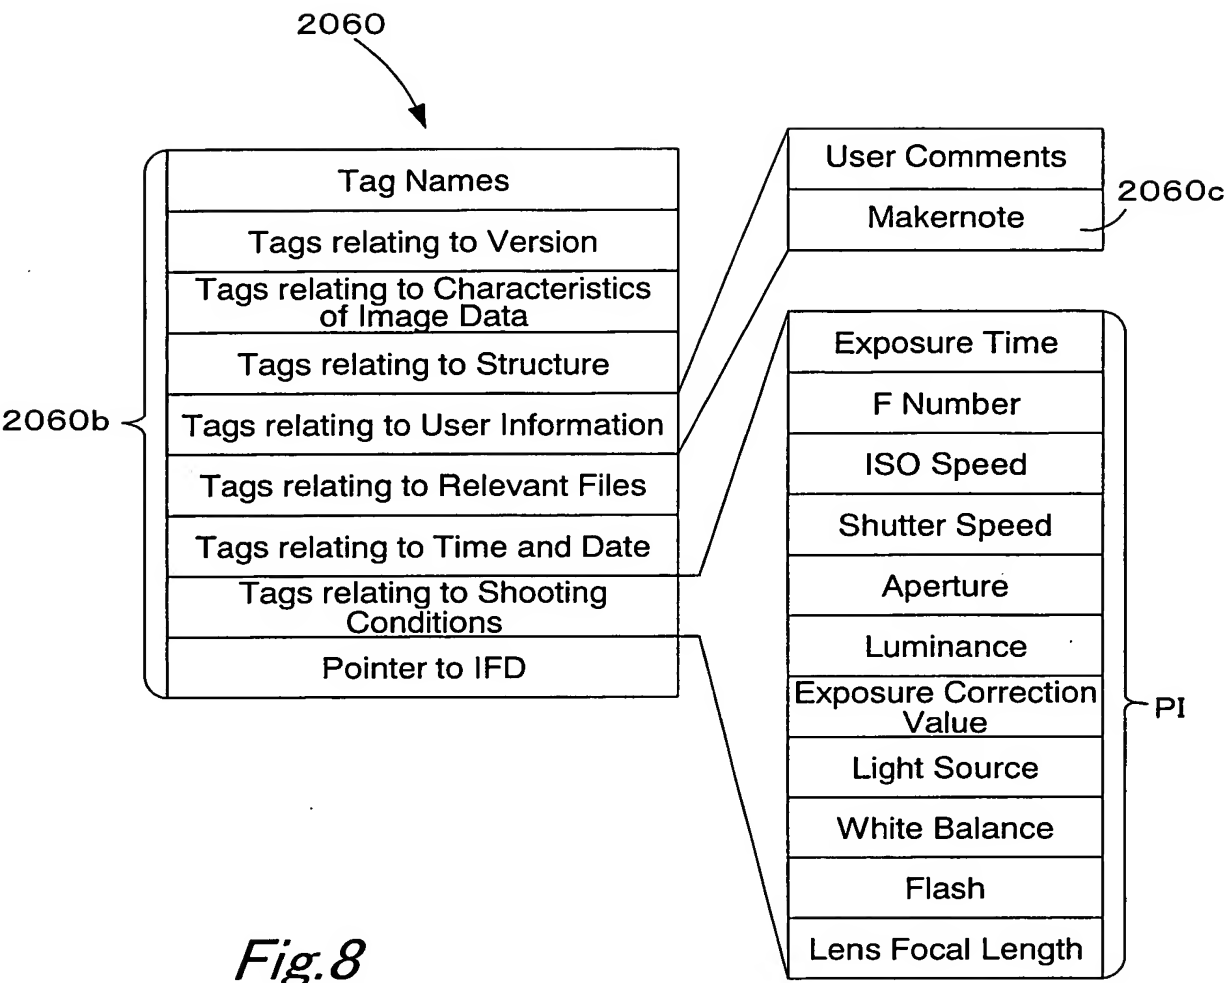 2060
Tag Names
Tags relating to Version
Tags relating to Characteristics
of Image Data
Tags relating to Structure
Tags relating to User Information
Tags relating to Relevant Files
Tags relating to Time and Date
Tags relating to Shooting
Conditions
Pointer to IFD
2060b
User Comments
Makernote
2060c
Exposure Time
F Number
ISO Speed
Shutter Speed
Aperture
Luminance
Exposure Correction
Value
Light Source
White Balance
Flash
Lens Focal Length
PI
Fig.8